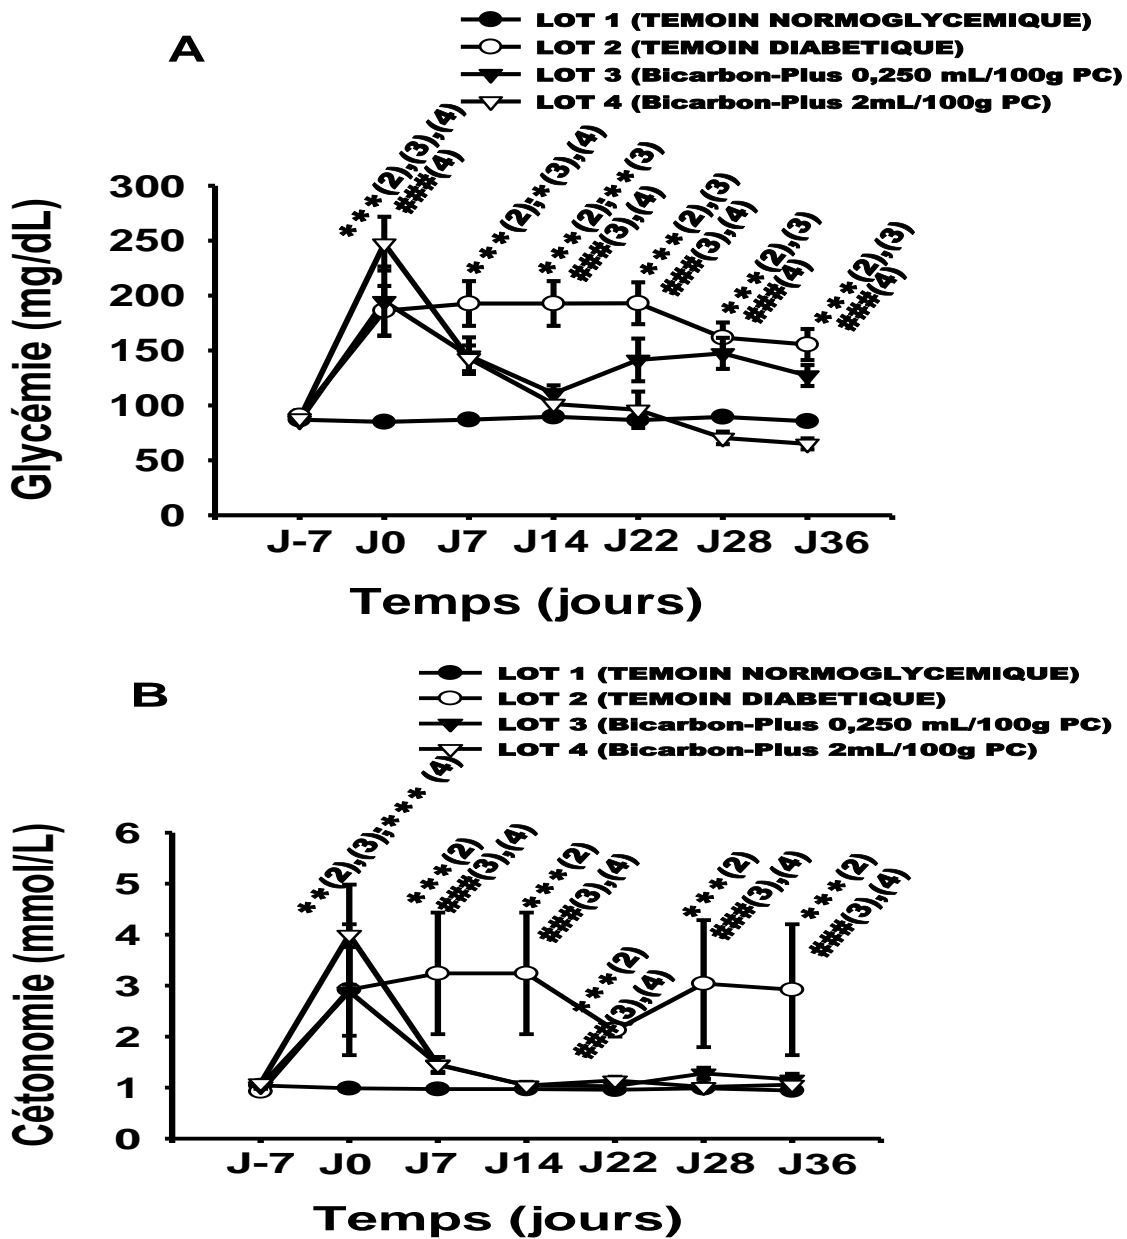 A
LOT 1 (TEMOIN NORMOGLYCEMIQUE)
LOT 2 (TEMOIN DIABETIQUE)
LOT 3 (Bicarbon-Plus 0,250 mL/100g PC)
LOT 4 (Bicarbon-Plus 2mL/100g PC)
***(2),(3),(4)
###(4)
***(2);*(3),(4)
***(2);**(3)
###(3),(4)
***(2),(3)
###(3),(4)
***(2),(3)
###(4)
***(2),(3)
###(4)
Glycémie (mg/dL)
300
250
200
150
100
50
0
J-7 J0 J7 J14 J22 J28 J36
Temps (jours)
B
LOT 1 (TEMOIN NORMOGLYCEMIQUE)
LOT 2 (TEMOIN DIABETIQUE)
LOT 3 (Bicarbon-Plus 0,250 mL/100g PC)
LOT 4 (Bicarbon-Plus 2mL/100g PC)
**(2),(3);***(4)
***(2)
###(3),(4)
***(2)
###(3),(4)
***(2)
###(3),(4)
***(2)
###(3),(4)
***(2)
###(3),(4)
Cétonomie (mmol/L)
6
5
4
3
2
1
0
J-7 J0 J7 J14 J22 J28 J36
Temps (jours)